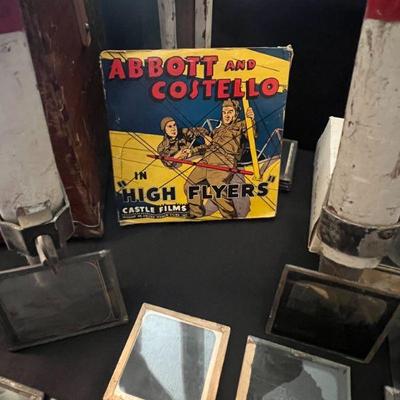 ABBOTT AND
COSTELLO
IN
"HIGH FLYERS"
CASTLE FILMS